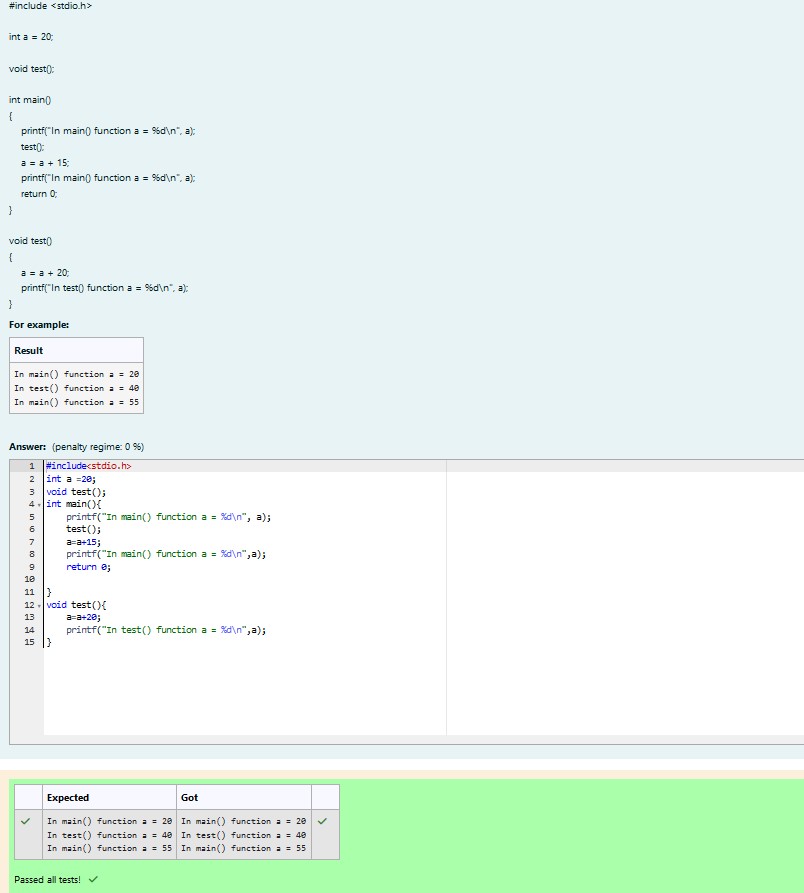 #include <stdio.h>
int a = 20;
void test();
int main()
{
printf("In main() function a = %d\n", a);
test();
a = a + 15;
printf("In main() function a = %d\n", a);
return 0;
}
void test()
{
a = a + 20;
printf("In test() function a = %d\n", a);
}
For example:
Result
In main() function a = 20
In test() function a = 40
In main() function a = 55
Answer: (penalty regime: 0 %)
1 #include<stdio.h>
2 int a =20;
3 void test();
4 int main(){
5 printf("In main() function a = %d\n", a);
6 test();
7 a=a+15;
8 printf("In main() function a = %d\n",a);
9 return 0;
10
11 }
12 void test(){
13 a=a+20;
14 printf("In test() function a = %d\n",a);
15 }
Expected Got
In main() function a = 20 In main() function a = 20
In test() function a = 40 In test() function a = 40
In main() function a = 55 In main() function a = 55
Passed all tests!